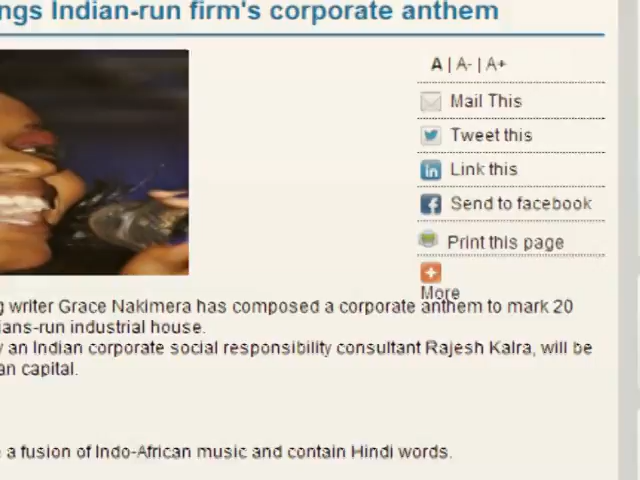 ngs Indian-run firm's corporate anthem
A | A- | A+
Mail This
Tweet this
Link this
Send to facebook
Print this page
More
g writer Grace Nakimera has composed a corporate anthem to mark 20
ians-run industrial house.
y an Indian corporate social responsibility consultant Rajesh Kalra, will be
an capital.
a fusion of Indo-African music and contain Hindi words.